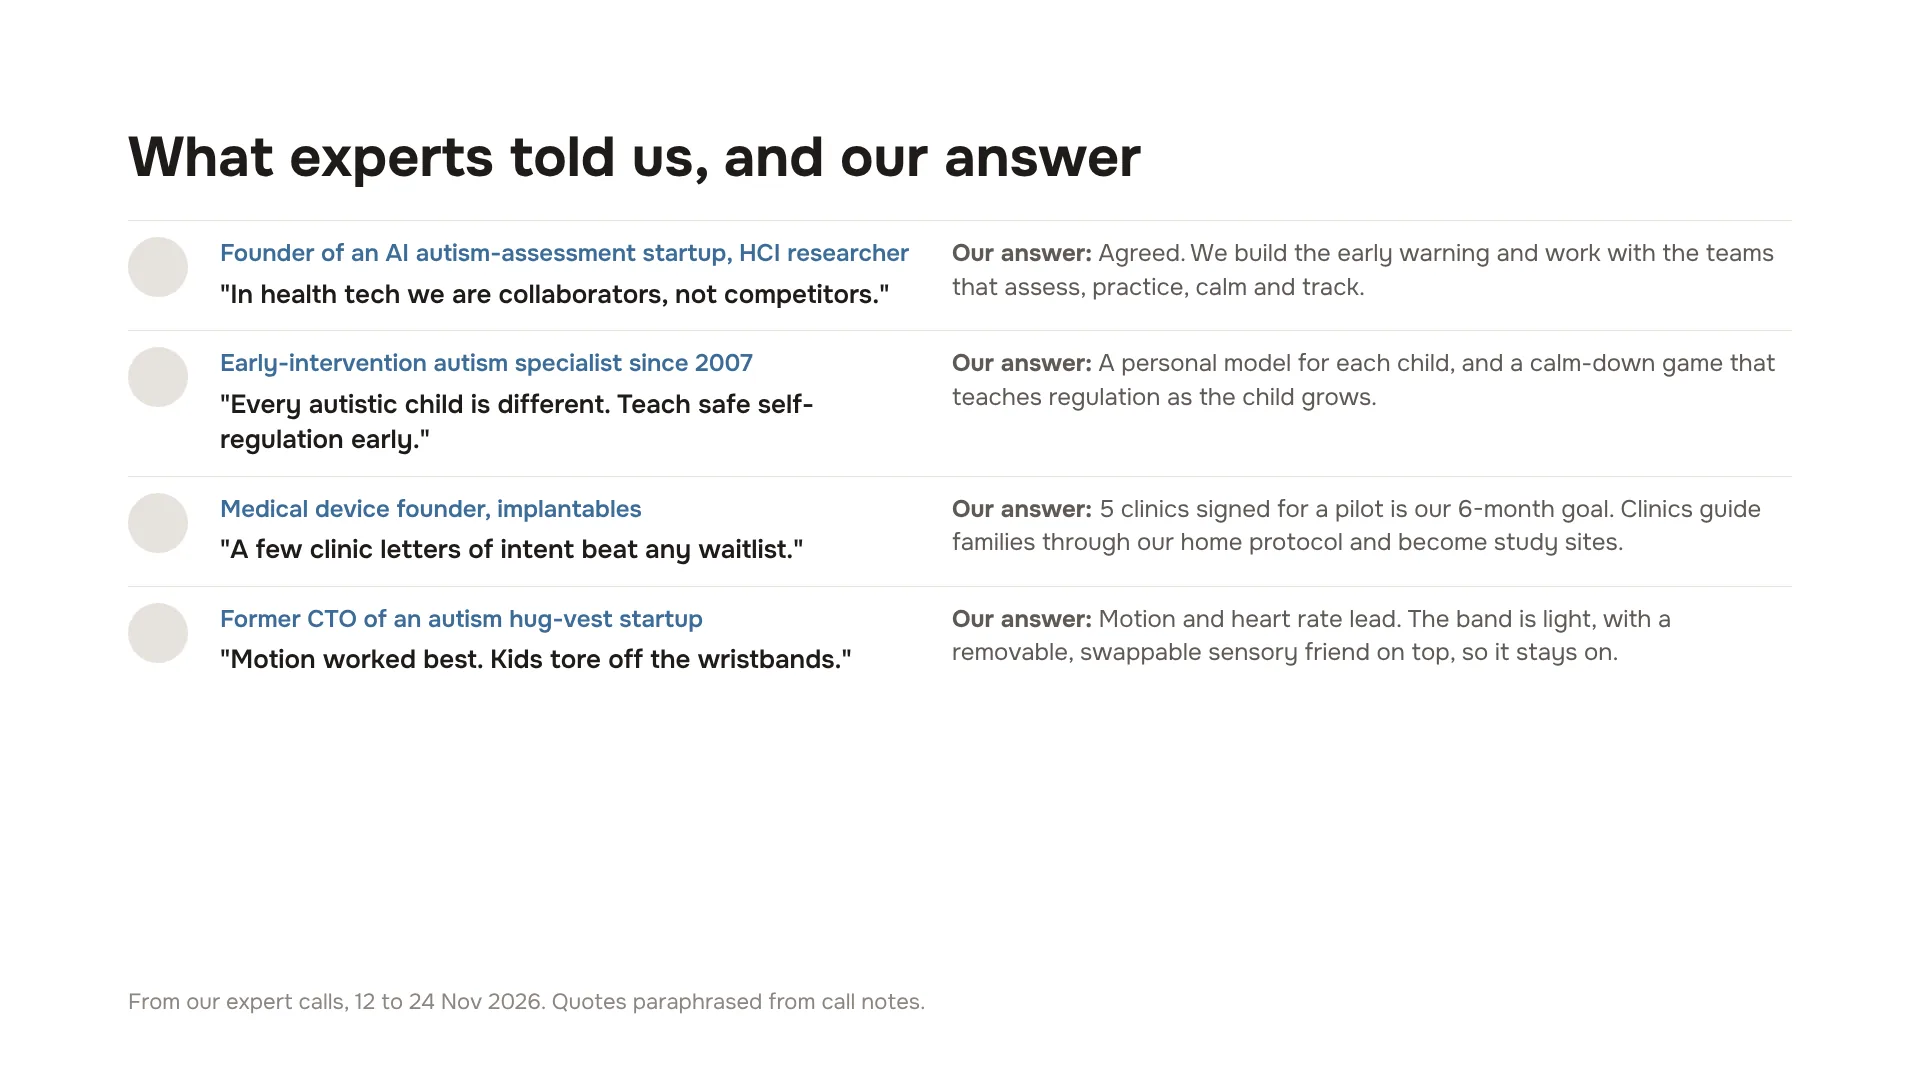 What experts told us, and our answer
Founder of an AI autism-assessment startup, HCI researcher
"In health tech we are collaborators, not competitors."
Our answer: Agreed. We build the early warning and work with the teams
that assess, practice, calm and track.
Early-intervention autism specialist since 2007
"Every autistic child is different. Teach safe self-
regulation early."
Our answer: A personal model for each child, and a calm-down game that
teaches regulation as the child grows.
Medical device founder, implantables
"A few clinic letters of intent beat any waitlist."
Our answer: 5 clinics signed for a pilot is our 6-month goal. Clinics guide
families through our home protocol and become study sites.
Former CTO of an autism hug-vest startup
"Motion worked best. Kids tore off the wristbands."
Our answer: Motion and heart rate lead. The band is light, with a
removable, swappable sensory friend on top, so it stays on.
From our expert calls, 12 to 24 Nov 2026. Quotes paraphrased from call notes.